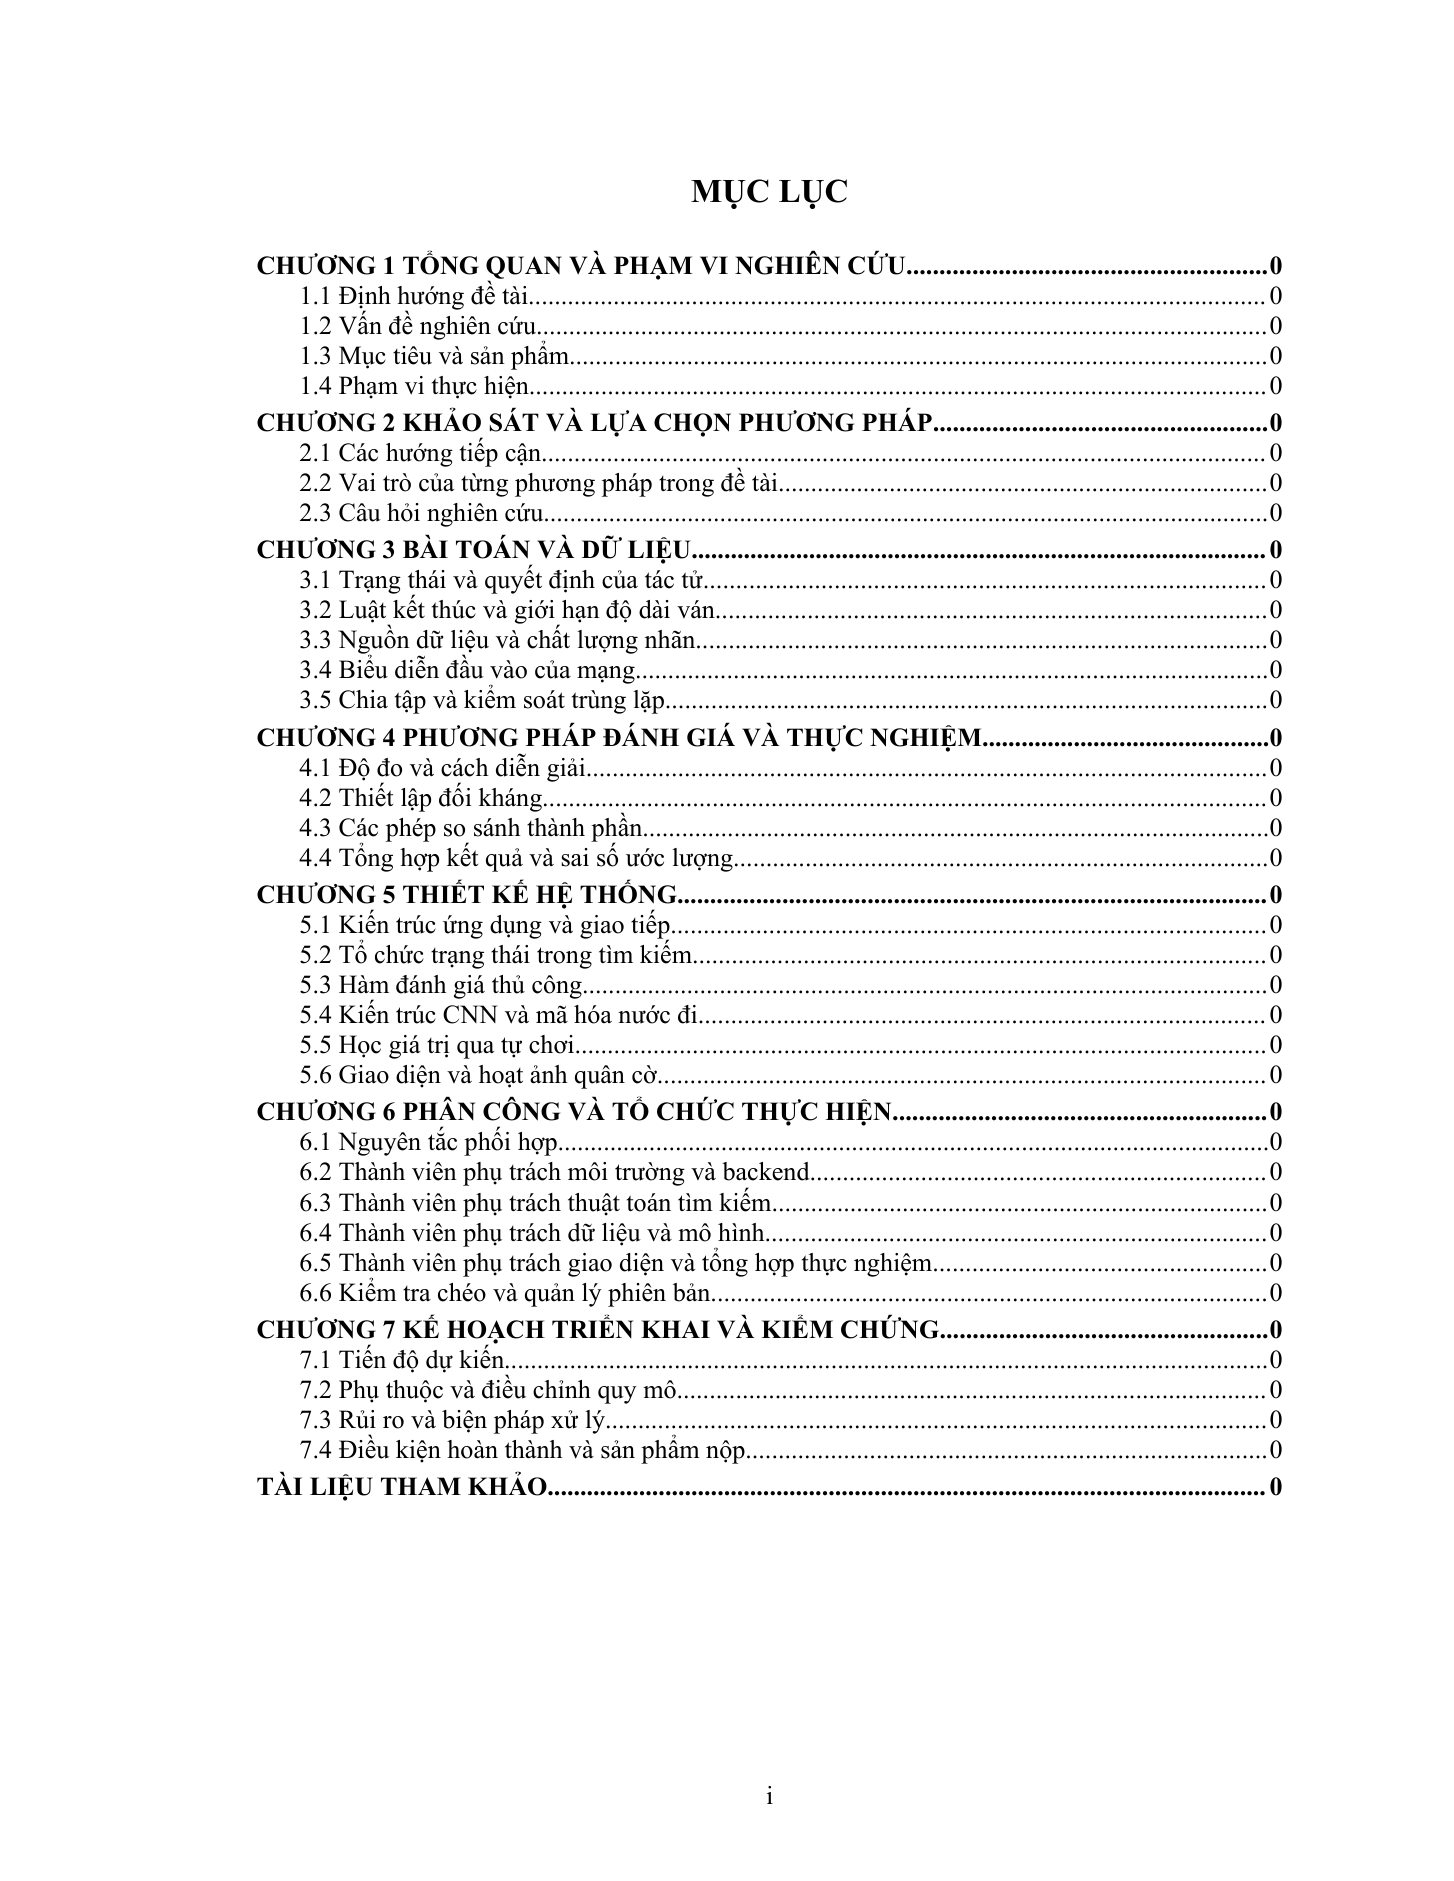 MỤC LỤC
CHƯƠNG 1 TỔNG QUAN VÀ PHẠM VI NGHIÊN CỨU.......................................................0
1.1 Định hướng đề tài................................................................................................................0
1.2 Vấn đề nghiên cứu...............................................................................................................0
1.3 Mục tiêu và sản phẩm..........................................................................................................0
1.4 Phạm vi thực hiện................................................................................................................0
CHƯƠNG 2 KHẢO SÁT VÀ LỰA CHỌN PHƯƠNG PHÁP...................................................0
2.1 Các hướng tiếp cận..............................................................................................................0
2.2 Vai trò của từng phương pháp trong đề tài..........................................................................0
2.3 Câu hỏi nghiên cứu..............................................................................................................0
CHƯƠNG 3 BÀI TOÁN VÀ DỮ LIỆU.......................................................................................0
3.1 Trạng thái và quyết định của tác tử.....................................................................................0
3.2 Luật kết thúc và giới hạn độ dài ván....................................................................................0
3.3 Nguồn dữ liệu và chất lượng nhãn.......................................................................................0
3.4 Biểu diễn đầu vào của mạng................................................................................................0
3.5 Chia tập và kiểm soát trùng lặp...........................................................................................0
CHƯƠNG 4 PHƯƠNG PHÁP ĐÁNH GIÁ VÀ THỰC NGHIỆM............................................0
4.1 Độ đo và cách diễn giải.......................................................................................................0
4.2 Thiết lập đối kháng..............................................................................................................0
4.3 Các phép so sánh thành phần...............................................................................................0
4.4 Tổng hợp kết quả và sai số ước lượng.................................................................................0
CHƯƠNG 5 THIẾT KẾ HỆ THỐNG.........................................................................................0
5.1 Kiến trúc ứng dụng và giao tiếp..........................................................................................0
5.2 Tổ chức trạng thái trong tìm kiếm.......................................................................................0
5.3 Hàm đánh giá thủ công........................................................................................................0
5.4 Kiến trúc CNN và mã hóa nước đi......................................................................................0
5.5 Học giá trị qua tự chơi.........................................................................................................0
5.6 Giao diện và hoạt ảnh quân cờ............................................................................................0
CHƯƠNG 6 PHÂN CÔNG VÀ TỔ CHỨC THỰC HIỆN.........................................................0
6.1 Nguyên tắc phối hợp............................................................................................................0
6.2 Thành viên phụ trách môi trường và backend.....................................................................0
6.3 Thành viên phụ trách thuật toán tìm kiếm...........................................................................0
6.4 Thành viên phụ trách dữ liệu và mô hình............................................................................0
6.5 Thành viên phụ trách giao diện và tổng hợp thực nghiệm...................................................0
6.6 Kiểm tra chéo và quản lý phiên bản....................................................................................0
CHƯƠNG 7 KẾ HOẠCH TRIỂN KHAI VÀ KIỂM CHỨNG..................................................0
7.1 Tiến độ dự kiến....................................................................................................................0
7.2 Phụ thuộc và điều chỉnh quy mô.........................................................................................0
7.3 Rủi ro và biện pháp xử lý....................................................................................................0
7.4 Điều kiện hoàn thành và sản phẩm nộp...............................................................................0
TÀI LIỆU THAM KHẢO.............................................................................................................0
i